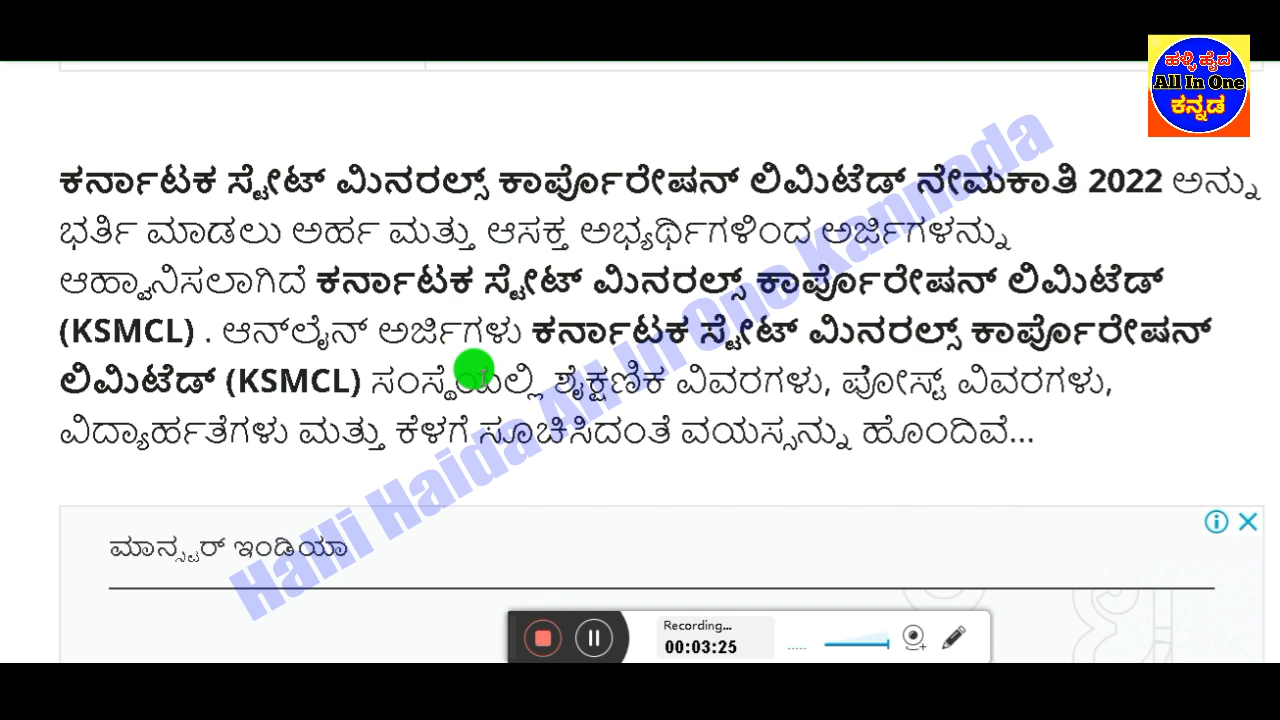 ಹಳ್ಳಿ ಹೈದ
All In One
ಕನ್ನಡ
ಕರ್ನಾಟಕ ಸ್ಟೇಟ್ ಮಿನರಲ್ಸ್ ಕಾರ್ಪೊರೇಷನ್ ಲಿಮಿಟೆಡ್ ನೇಮಕಾತಿ 2022 ಅನ್ನು
ಭರ್ತಿ ಮಾಡಲು ಅರ್ಹ ಮತ್ತು ಆಸಕ್ತ ಅಭ್ಯರ್ಥಿಗಳಿಂದ ಅರ್ಜಿಗಳನ್ನು
ಆಹ್ವಾನಿಸಲಾಗಿದೆ ಕರ್ನಾಟಕ ಸ್ಟೇಟ್ ಮಿನರಲ್ಸ್ ಕಾರ್ಪೊರೇಷನ್ ಲಿಮಿಟೆಡ್
(KSMCL) . ಆನ್‌ಲೈನ್ ಅರ್ಜಿಗಳು ಕರ್ನಾಟಕ ಸ್ಟೇಟ್ ಮಿನರಲ್ಸ್ ಕಾರ್ಪೊರೇಷನ್
ಲಿಮಿಟೆಡ್ (KSMCL) ಸಂಸ್ಥೆಯಲ್ಲಿ ಶೈಕ್ಷಣಿಕ ವಿವರಗಳು, ಪೋಸ್ಟ್ ವಿವರಗಳು,
ವಿದ್ಯಾರ್ಹತೆಗಳು ಮತ್ತು ಕೆಳಗೆ ಸೂಚಿಸಿದಂತೆ ವಯಸ್ಸನ್ನು ಹೊಂದಿವೆ...
Halli Haida All In One Kannada
ಮಾನ್ಸ್ಟರ್ ಇಂಡಿಯಾ
Recording...
00:03:25